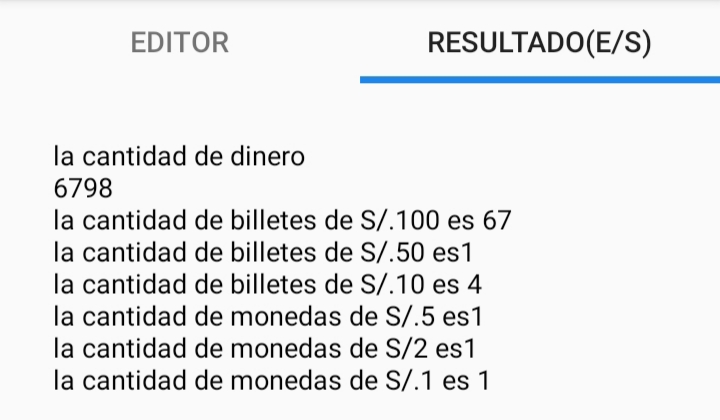 EDITOR RESULTADO(E/S)
la cantidad de dinero
6798
la cantidad de billetes de S/.100 es 67
la cantidad de billetes de S/.50 es1
la cantidad de billetes de S/.10 es 4
la cantidad de monedas de S/.5 es1
la cantidad de monedas de S/2 es1
la cantidad de monedas de S/.1 es 1